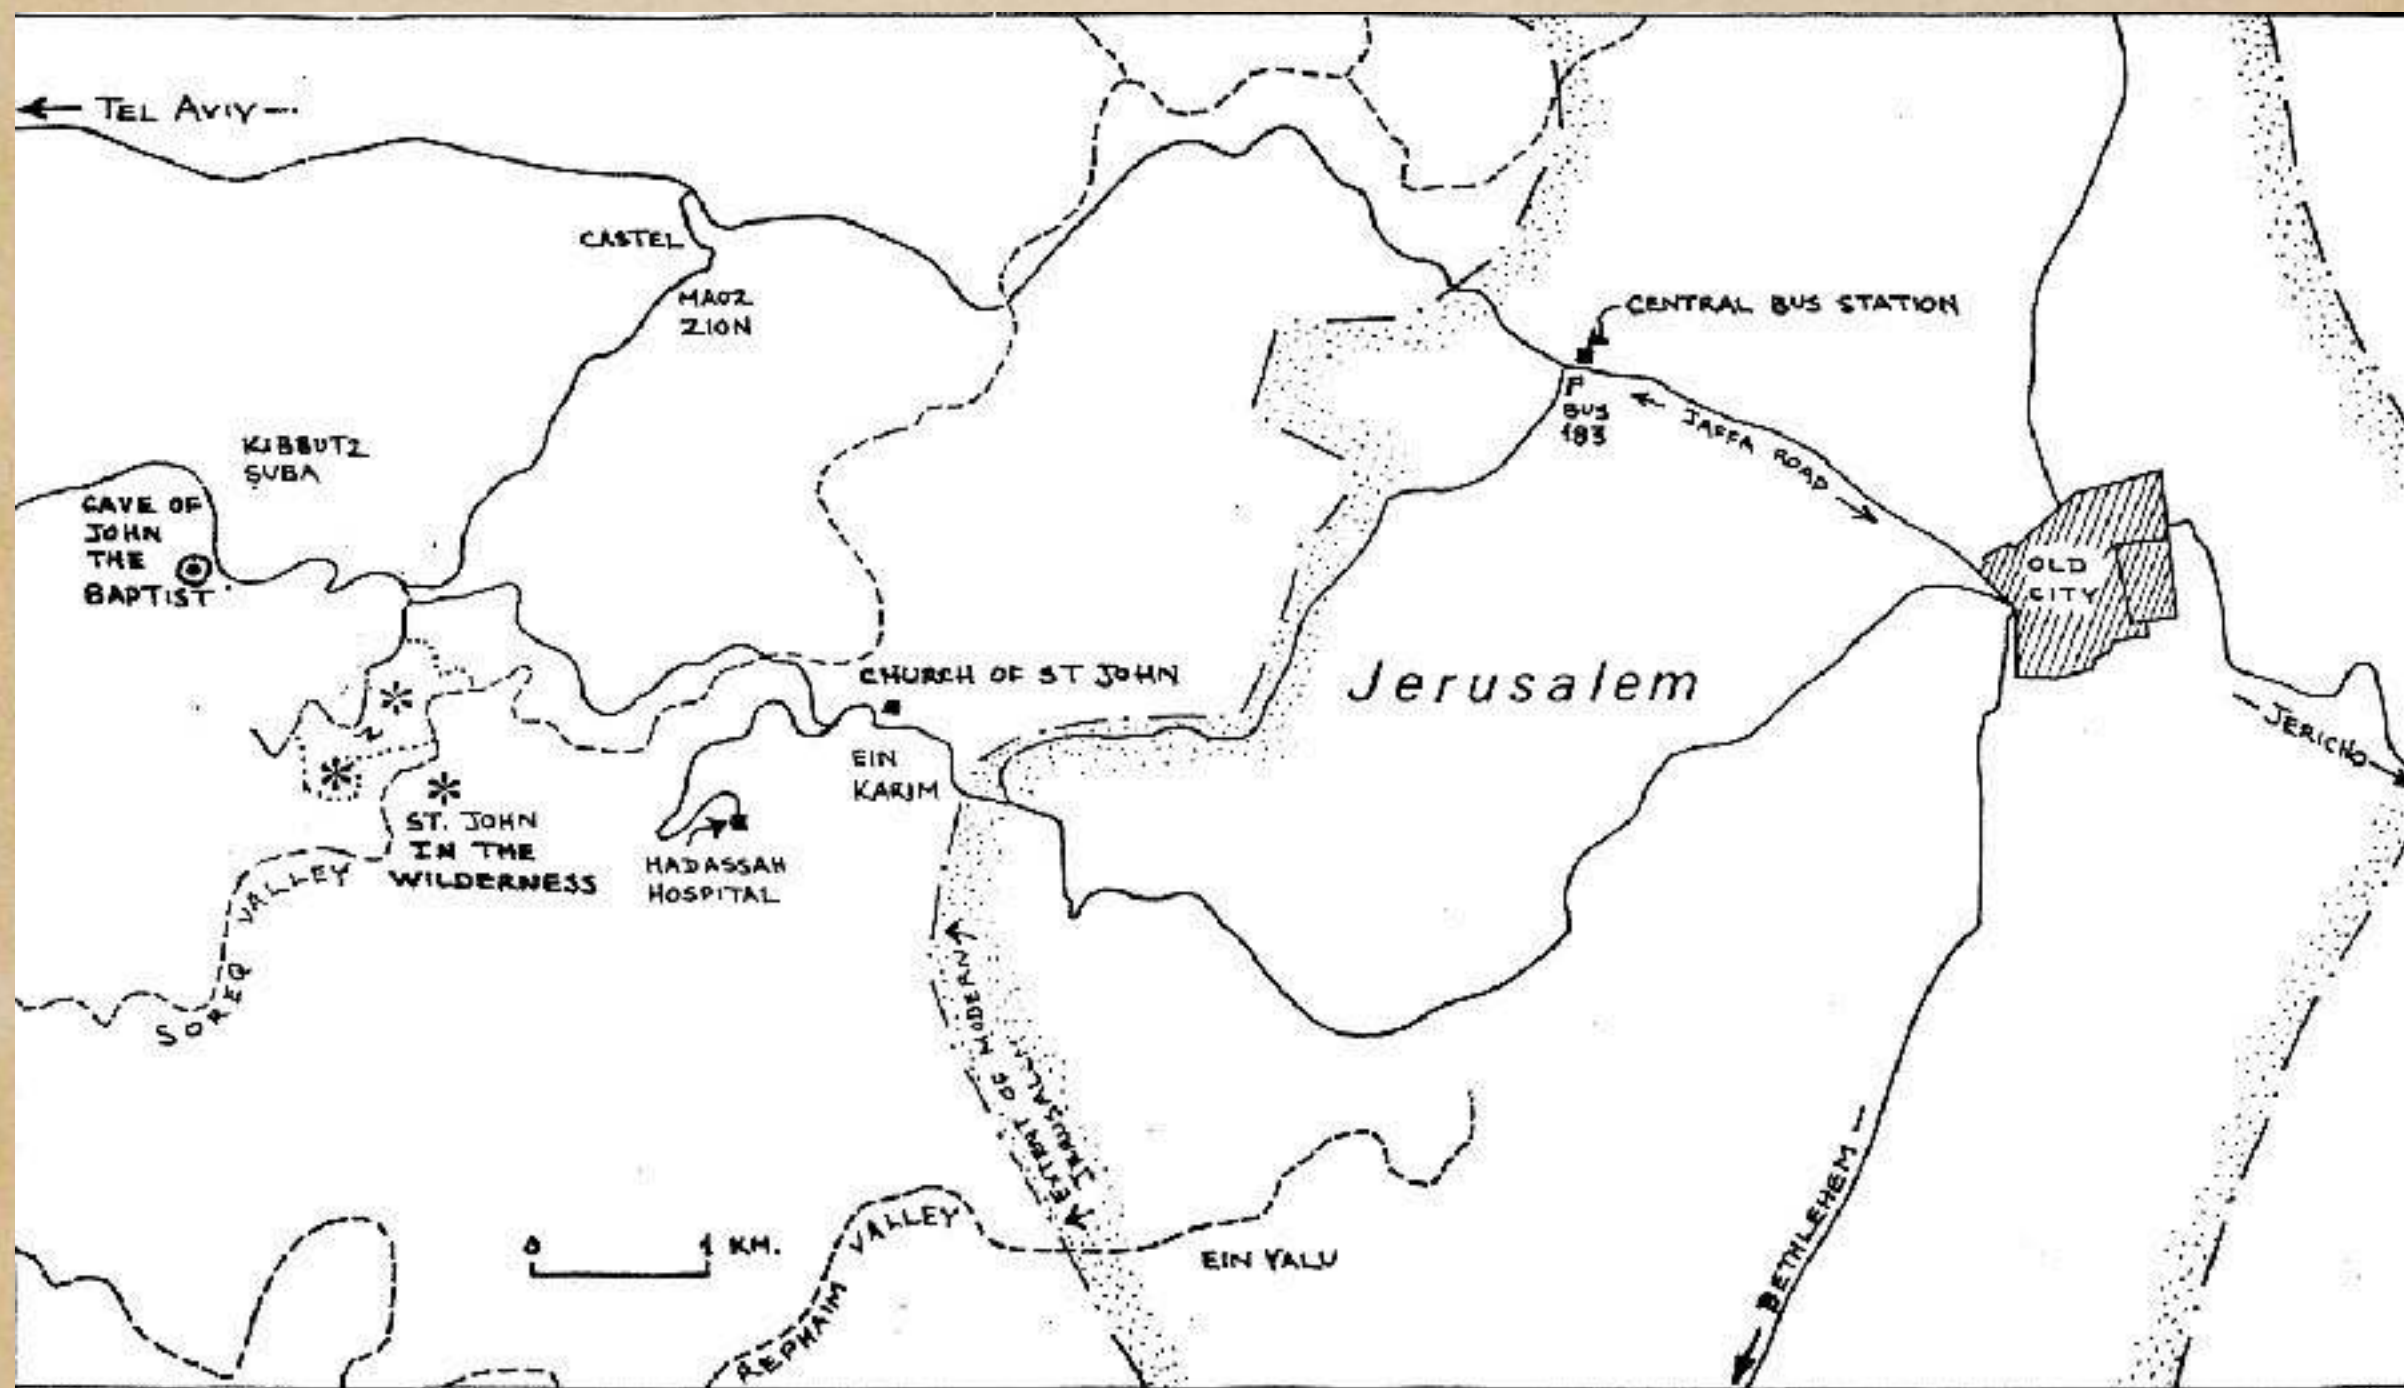 TEL AVIV
CASTEL
MAOZ
ZION
CENTRAL BUS STATION
P
BUS
183
JAFFA ROAD
KIBBUTZ
SUBA
CAVE OF
JOHN
THE
BAPTIST
OLD
CITY
CHURCH OF ST JOHN
Jerusalem
JERICHO
EIN
KARIM
ST. JOHN
IN THE
WILDERNESS
HADASSAH
HOSPITAL
SOREQ VALLEY
EXTENT OF MODERN
JERUSALEM
0 1 KM.
REPHAIM VALLEY
EIN YALU
BETHLEHEM